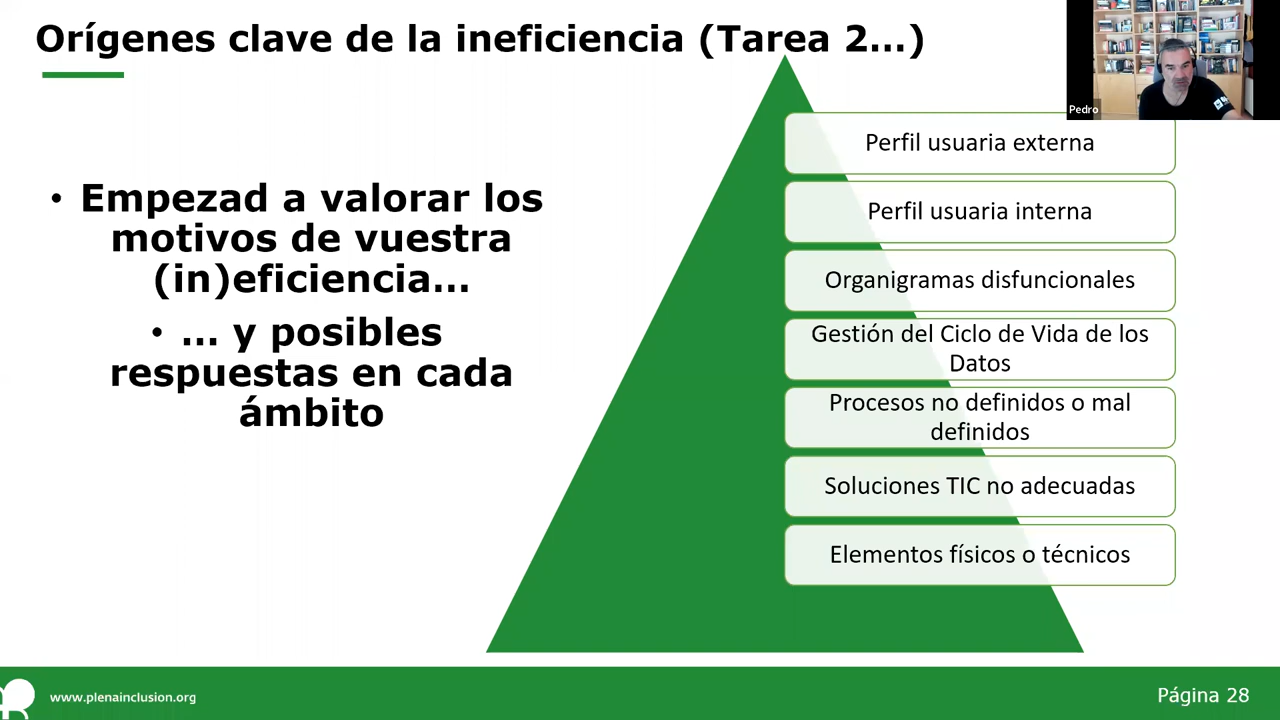 Orígenes clave de la ineficiencia (Tarea 2...)
Pedro
• Empezad a valorar los
motivos de vuestra
(in)eficiencia...
• ... y posibles
respuestas en cada
ámbito
Perfil usuaria externa
Perfil usuaria interna
Organigramas disfuncionales
Gestión del Ciclo de Vida de los
Datos
Procesos no definidos o mal
definidos
Soluciones TIC no adecuadas
Elementos físicos o técnicos
www.plenainclusion.org
Página 28